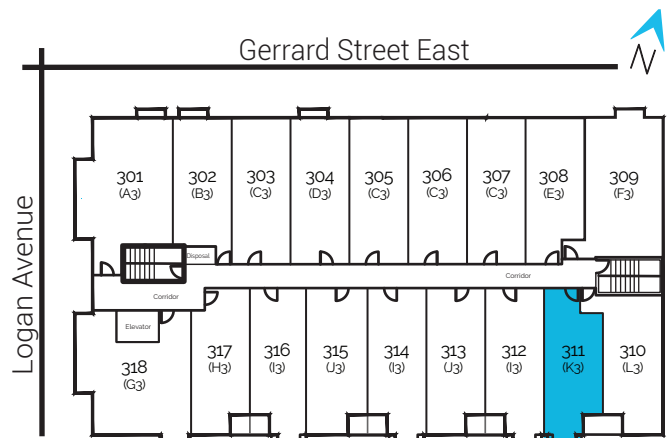 Gerrard Street East
N
Logan Avenue
301
(A3)
302
(B3)
303
(C3)
304
(D3)
305
(C3)
306
(C3)
307
(C3)
308
(E3)
309
(F3)
Disposal
Corridor
Corridor
Elevator
318
(G3)
317
(H3)
316
(I3)
315
(J3)
314
(I3)
313
(J3)
312
(I3)
311
(K3)
310
(L3)